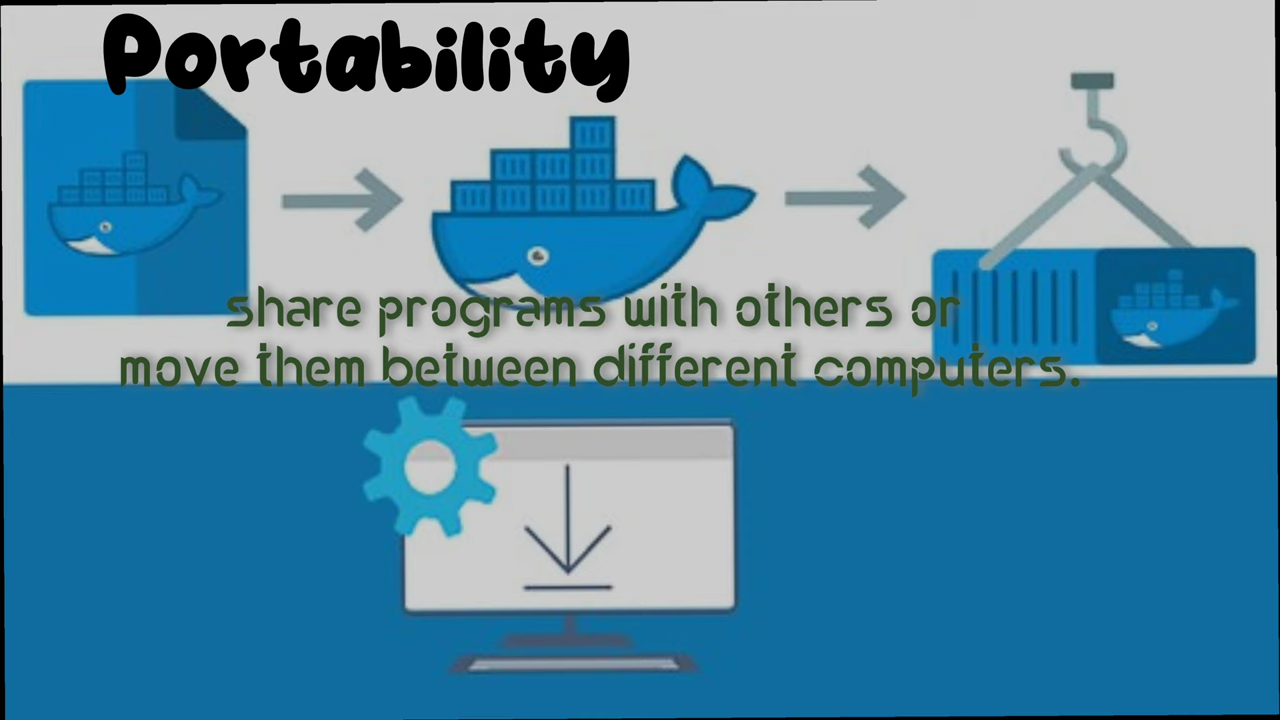 Portability
share programs with others or
move them between different computers.